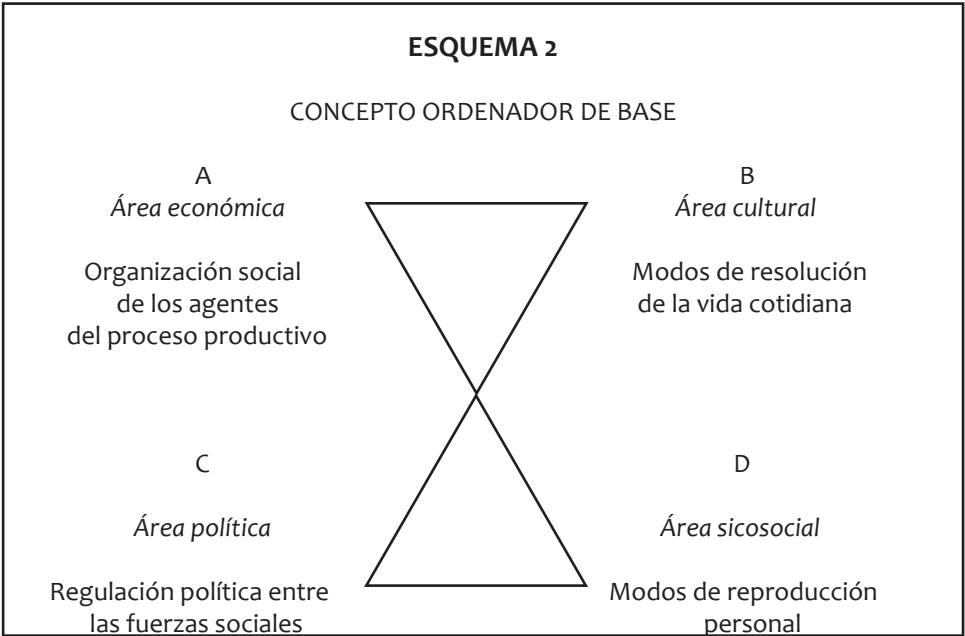 ESQUEMA 2
CONCEPTO ORDENADOR DE BASE
A
Área económica
Organización social
de los agentes
del proceso productivo
B
Área cultural
Modos de resolución
de la vida cotidiana
C
Área política
Regulación política entre
las fuerzas sociales
D
Área sicosocial
Modos de reproducción
personal